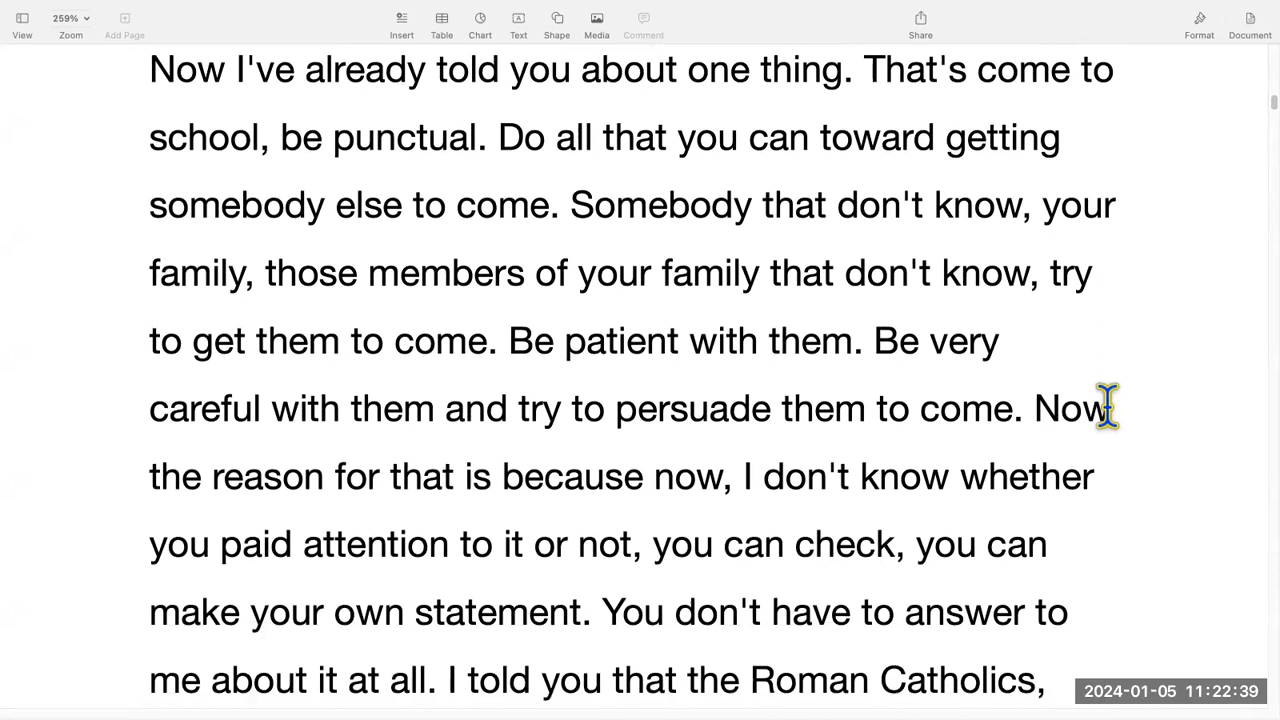 259%
View
Zoom
Add Page
Insert
Table
Chart
Text
Shape
Media
Comment
Share
Format
Document
Now I've already told you about one thing. That's come to
school, be punctual. Do all that you can toward getting
somebody else to come. Somebody that don't know, your
family, those members of your family that don't know, try
to get them to come. Be patient with them. Be very
careful with them and try to persuade them to come. Now
the reason for that is because now, I don't know whether
you paid attention to it or not, you can check, you can
make your own statement. You don't have to answer to
me about it at all. I told you that the Roman Catholics,
2024-01-05 11:22:39